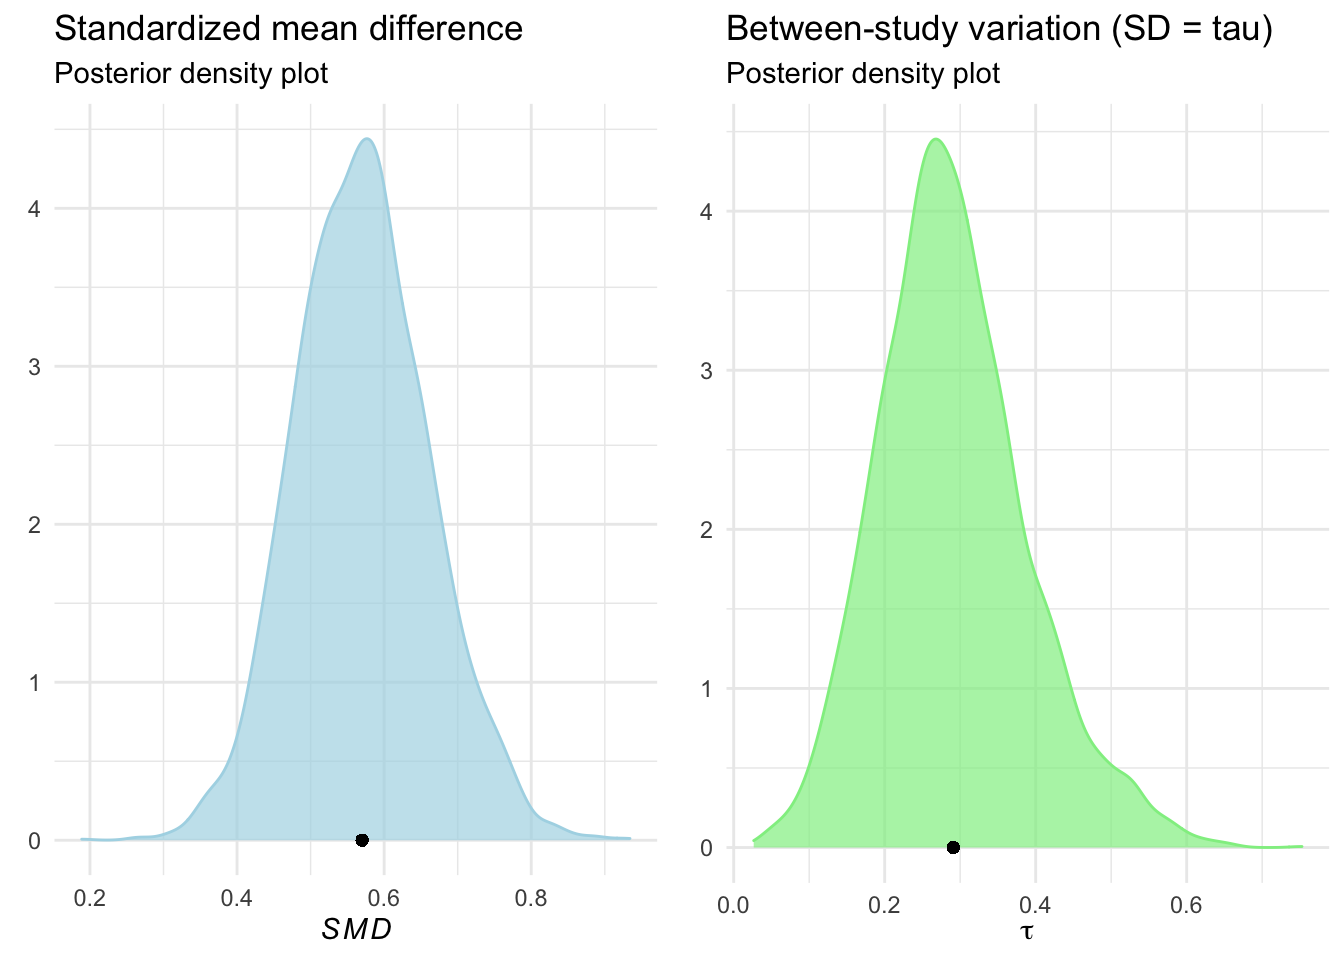 Standardized mean difference
Posterior density plot
4
3
2
1
0
0.2 0.4 0.6 0.8
SMD
Between-study variation (SD = tau)
Posterior density plot
4
3
2
1
0
0.0 0.2 0.4 0.6
τ